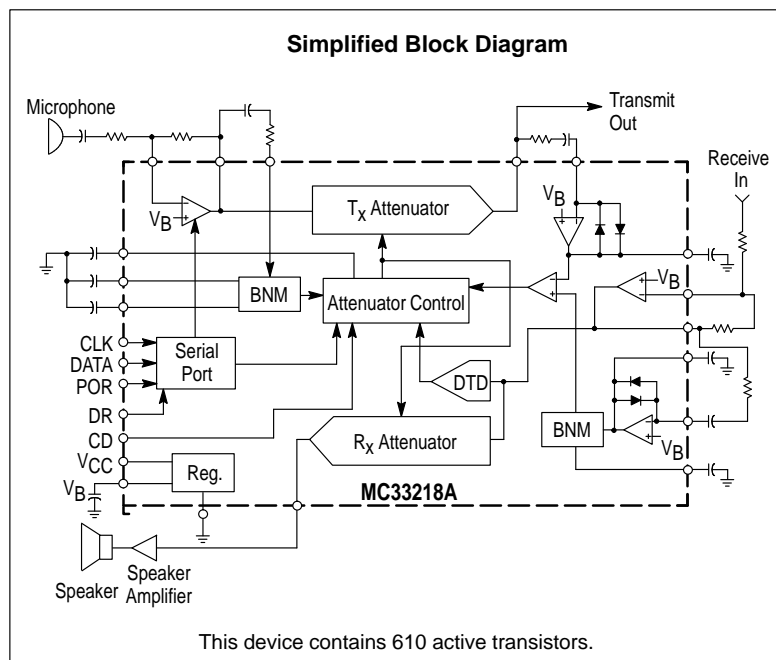 Simplified Block Diagram
Microphone
Transmit
Out
Receive
In
VB
Tx Attenuator
VB
VB
BNM
Attenuator Control
CLK
DATA
POR
DR
CD
Serial
Port
DTD
Rx Attenuator
BNM
VB
VCC
VB
Reg.
MC33218A
Speaker
Speaker
Amplifier
This device contains 610 active transistors.